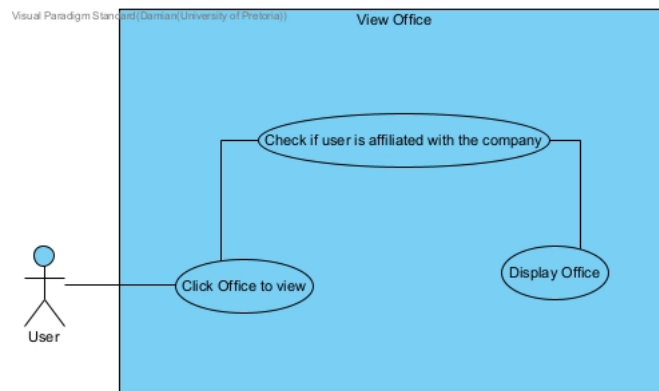 Visual Paradigm Standard(Damian(University of Pretoria))
View Office
Check if user is affiliated with the company
Click Office to view
Display Office
User